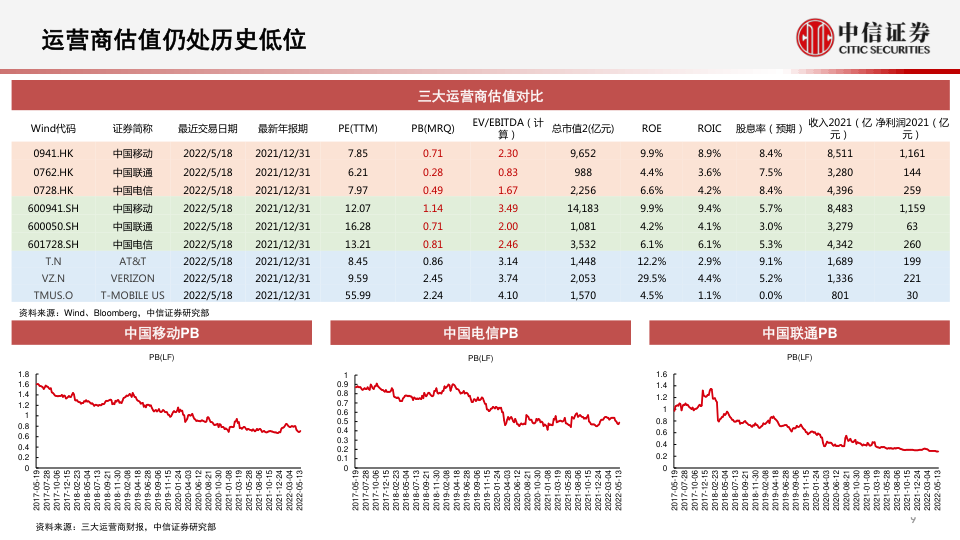 运营商估值仍处历史低位
中信证券
CITIC SECURITIES
三大运营商估值对比
Wind代码 证券简称 最近交易日期 最新年报期 PE(TTM) PB(MRQ) EV/EBITDA（计算） 总市值2(亿元) ROE ROIC 股息率（预期） 收入2021（亿元） 净利润2021（亿元）
0941.HK 中国移动 2022/5/18 2021/12/31 7.85 0.71 2.30 9,652 9.9% 8.9% 8.4% 8,511 1,161
0762.HK 中国联通 2022/5/18 2021/12/31 6.21 0.28 0.83 988 4.4% 3.6% 7.5% 3,280 144
0728.HK 中国电信 2022/5/18 2021/12/31 7.97 0.49 1.67 2,256 6.6% 4.2% 8.4% 4,396 259
600941.SH 中国移动 2022/5/18 2021/12/31 12.07 1.14 3.49 14,183 9.9% 9.4% 5.7% 8,483 1,159
600050.SH 中国联通 2022/5/18 2021/12/31 16.28 0.71 2.00 1,081 4.2% 4.1% 3.0% 3,279 63
601728.SH 中国电信 2022/5/18 2021/12/31 13.21 0.81 2.46 3,532 6.1% 6.1% 5.3% 4,342 260
T.N AT&T 2022/5/18 2021/12/31 8.45 0.86 3.14 1,448 12.2% 2.9% 9.1% 1,689 199
VZ.N VERIZON 2022/5/18 2021/12/31 9.59 2.45 3.74 2,053 29.5% 4.4% 5.2% 1,336 221
TMUS.O T-MOBILE US 2022/5/18 2021/12/31 55.99 2.24 4.10 1,570 4.5% 1.1% 0.0% 801 30
资料来源：Wind、Bloomberg，中信证券研究部
中国移动PB
PB(LF)
1.8
1.6
1.4
1.2
1
0.8
0.6
0.4
0.2
0
2017-05-19 2017-07-28 2017-10-06 2017-12-15 2018-02-23 2018-05-04 2018-07-13 2018-09-21 2018-11-30 2019-02-08 2019-04-18 2019-06-28 2019-09-06 2019-11-15 2020-01-24 2020-04-03 2020-06-12 2020-08-21 2020-10-30 2021-01-08 2021-03-19 2021-05-28 2021-08-06 2021-10-15 2021-12-24 2022-03-04 2022-05-13
中国电信PB
PB(LF)
1
0.9
0.8
0.7
0.6
0.5
0.4
0.3
0.2
0.1
0
2017-05-19 2017-07-28 2017-10-06 2017-12-15 2018-02-23 2018-05-04 2018-07-13 2018-09-21 2018-11-30 2019-02-08 2019-04-18 2019-06-28 2019-09-06 2019-11-15 2020-01-24 2020-04-03 2020-06-12 2020-08-21 2020-10-30 2021-01-08 2021-03-19 2021-05-28 2021-08-06 2021-10-15 2021-12-24 2022-03-04 2022-05-13
中国联通PB
PB(LF)
1.6
1.4
1.2
1
0.8
0.6
0.4
0.2
0
2017-05-19 2017-07-28 2017-10-06 2017-12-15 2018-02-23 2018-05-04 2018-07-13 2018-09-21 2018-11-30 2019-02-08 2019-04-18 2019-06-28 2019-09-06 2019-11-15 2020-01-24 2020-04-03 2020-06-12 2020-08-21 2020-10-30 2021-01-08 2021-03-19 2021-05-28 2021-08-06 2021-10-15 2021-12-24 2022-03-04 2022-05-13
资料来源：三大运营商财报，中信证券研究部